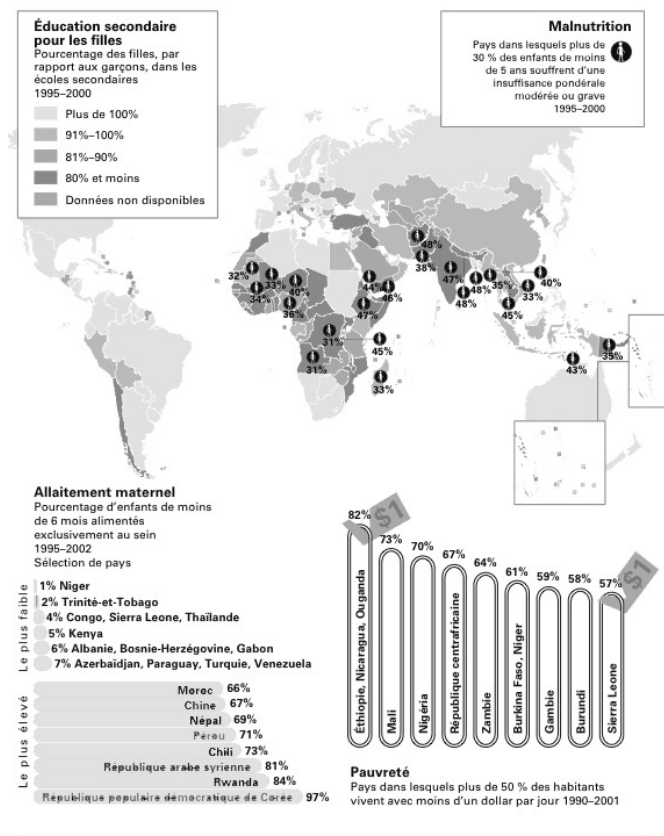 Éducation secondaire
pour les filles
Pourcentage des filles, par
rapport aux garçons, dans les
écoles secondaires
1995–2000
Plus de 100%
91%–100%
81%–90%
80% et moins
Données non disponibles
Malnutrition
Pays dans lesquels plus de
30 % des enfants de moins
de 5 ans souffrent d'une
insuffisance pondérale
modérée ou grave
1995–2000
48%
38%
32%
33%
40%
34%
36%
44%
46%
47%
47%
48%
48%
35%
40%
33%
45%
31%
45%
31%
33%
43%
35%
Allaitement maternel
Pourcentage d'enfants de moins
de 6 mois alimentés
exclusivement au sein
1995–2002
Sélection de pays
Le plus faible
1% Niger
2% Trinité-et-Tobago
4% Congo, Sierra Leone, Thaïlande
5% Kenya
6% Albanie, Bosnie-Herzégovine, Gabon
7% Azerbaïdjan, Paraguay, Turquie, Venezuela
Le plus élevé
Maroc 66%
Chine 67%
Népal 69%
Pérou 71%
Chili 73%
République arabe syrienne 81%
Rwanda 84%
République populaire démocratique de Corée 97%
82% Éthiopie, Nicaragua, Ouganda
$1
73% Mali
70% Nigéria
67% République centrafricaine
64% Zambie
61% Burkina Faso, Niger
59% Gambie
58% Burundi
57% Sierra Leone
$1
Pauvreté
Pays dans lesquels plus de 50 % des habitants
vivent avec moins d'un dollar par jour 1990–2001